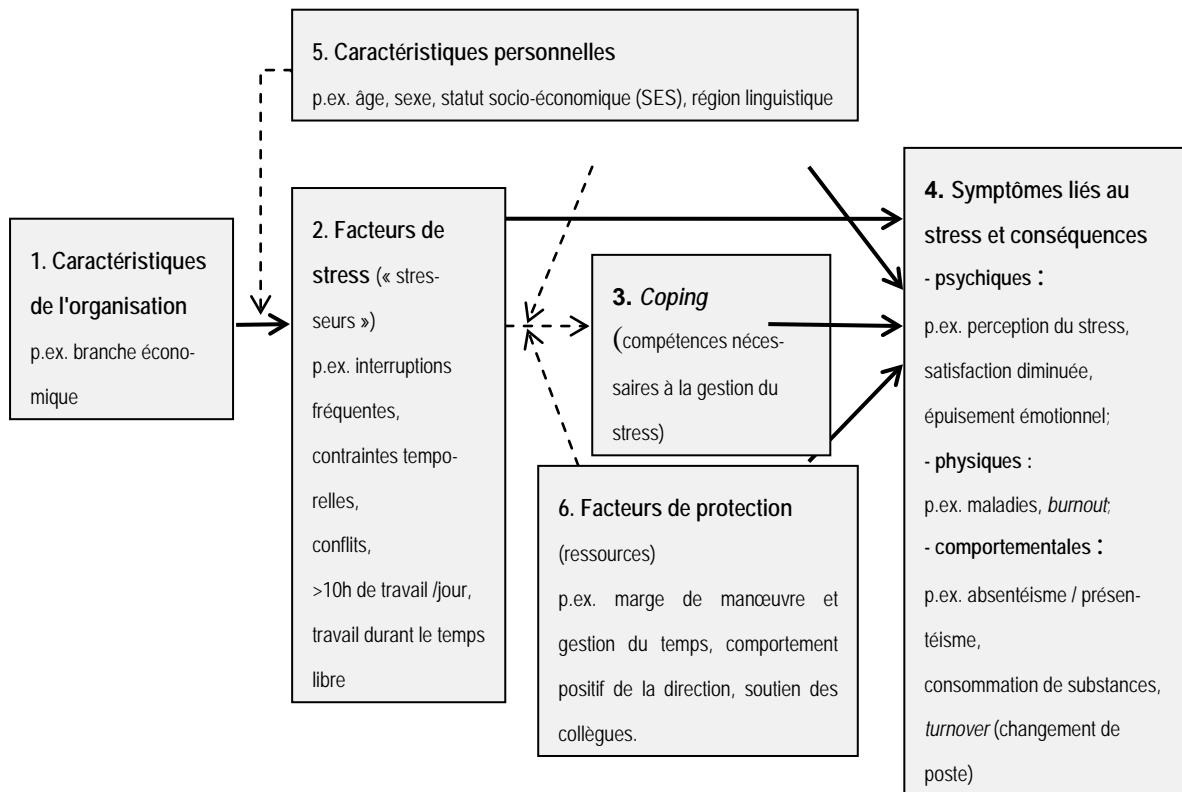 5. Caractéristiques personnelles
p.ex. âge, sexe, statut socio-économique (SES), région linguistique
1. Caractéristiques
de l'organisation
p.ex. branche écono-
mique
2. Facteurs de
stress (« stres-
seurs »)
p.ex. interruptions
fréquentes,
contraintes tempo-
relles,
conflits,
>10h de travail /jour,
travail durant le temps
libre
3. Coping
(compétences néces-
saires à la gestion du
stress)
6. Facteurs de protection
(ressources)
p.ex. marge de manœuvre et
gestion du temps, comportement
positif de la direction, soutien des
collègues.
4. Symptômes liés au
stress et conséquences
- psychiques :
p.ex. perception du stress,
satisfaction diminuée,
épuisement émotionnel;
- physiques :
p.ex. maladies, burnout;
- comportementales :
p.ex. absentéisme / présen-
téisme,
consommation de substances,
turnover (changement de
poste)